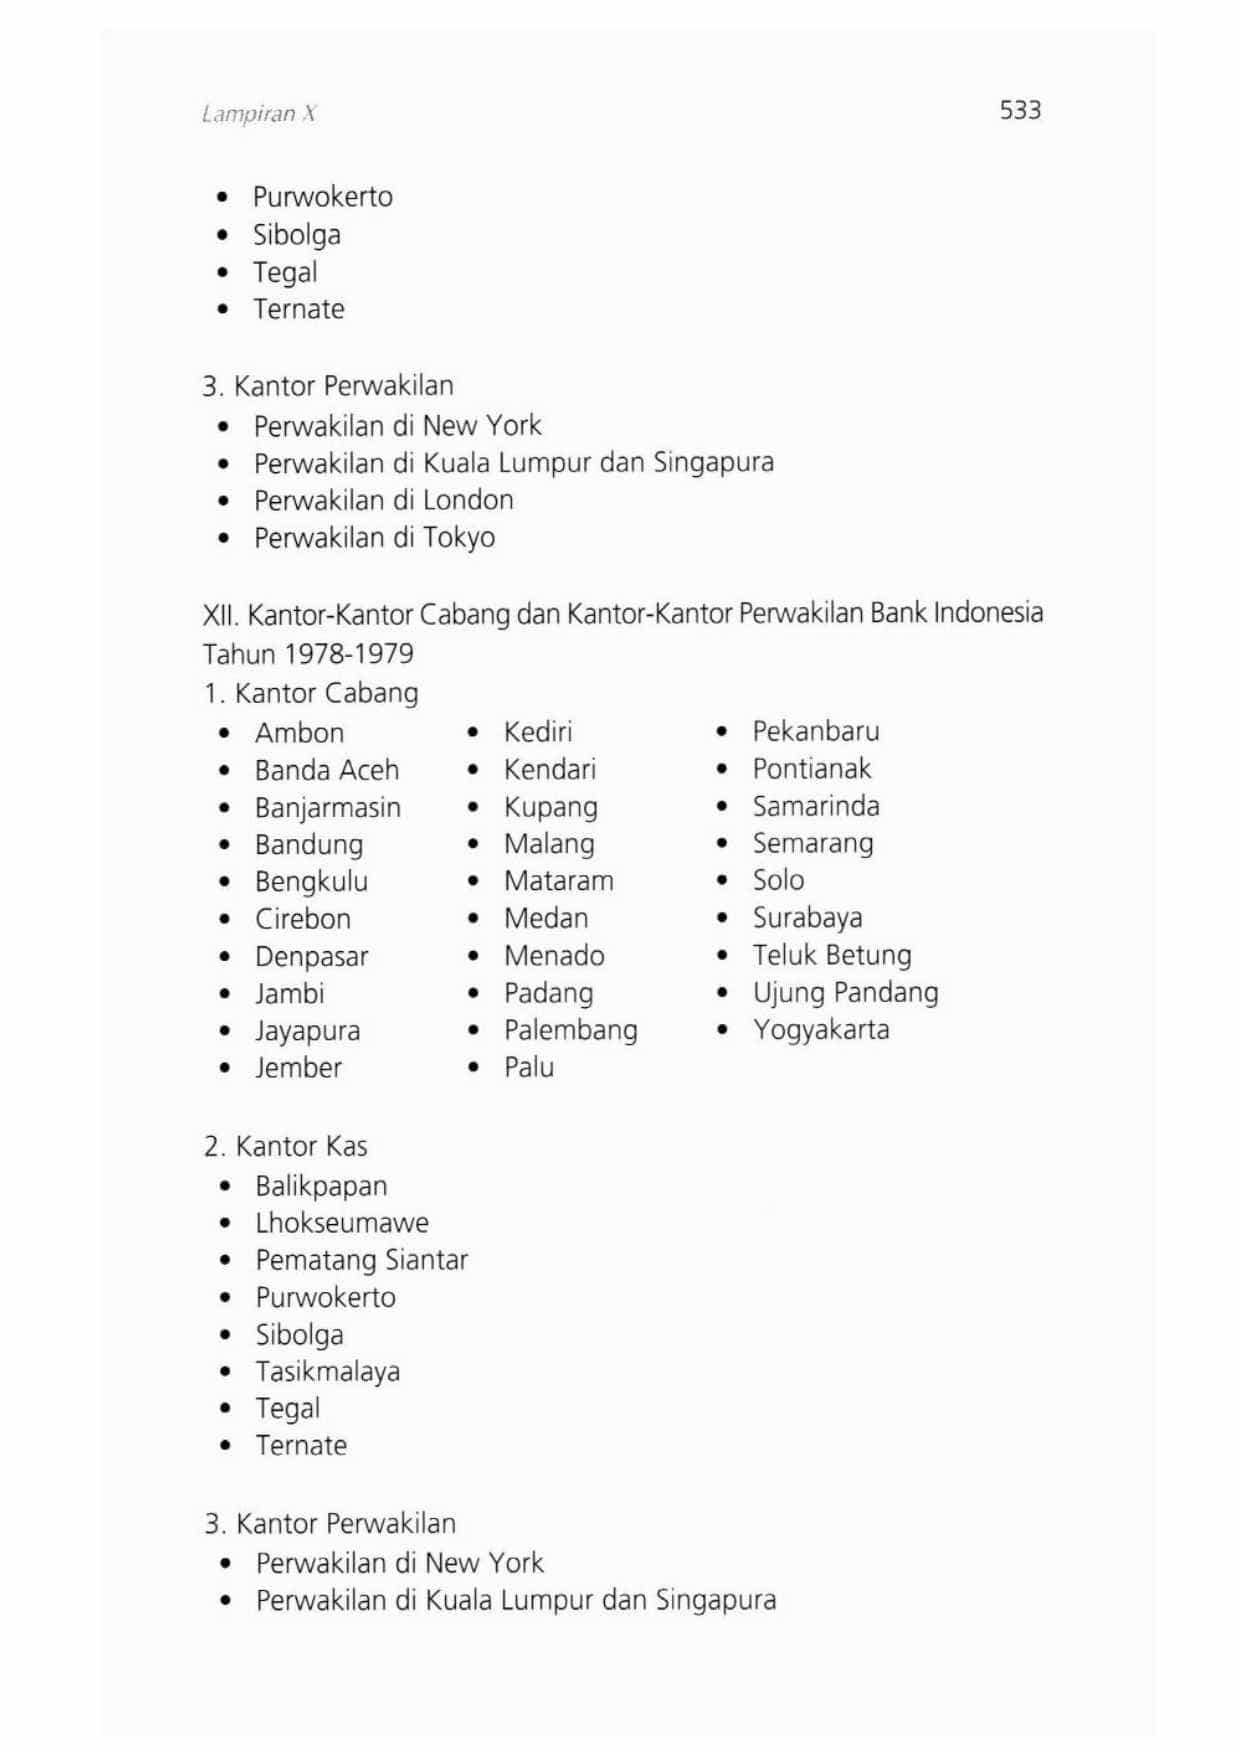 Lampiran X 533
• Purwokerto
• Sibolga
• Tegal
• Ternate
3. Kantor Perwakilan
• Perwakilan di New York
• Perwakilan di Kuala Lumpur dan Singapura
• Perwakilan di London
• Perwakilan di Tokyo
XII. Kantor-Kantor Cabang dan Kantor-Kantor Perwakilan Bank Indonesia
Tahun 1978-1979
1. Kantor Cabang
• Ambon
• Banda Aceh
• Banjarmasin
• Bandung
• Bengkulu
• Cirebon
• Denpasar
• Jambi
• Jayapura
• Jember
• Kediri
• Kendari
• Kupang
• Malang
• Mataram
• Medan
• Menado
• Padang
• Palembang
• Palu
• Pekanbaru
• Pontianak
• Samarinda
• Semarang
• Solo
• Surabaya
• Teluk Betung
• Ujung Pandang
• Yogyakarta
2. Kantor Kas
• Balikpapan
• Lhokseumawe
• Pematang Siantar
• Purwokerto
• Sibolga
• Tasikmalaya
• Tegal
• Ternate
3. Kantor Perwakilan
• Perwakilan di New York
• Perwakilan di Kuala Lumpur dan Singapura